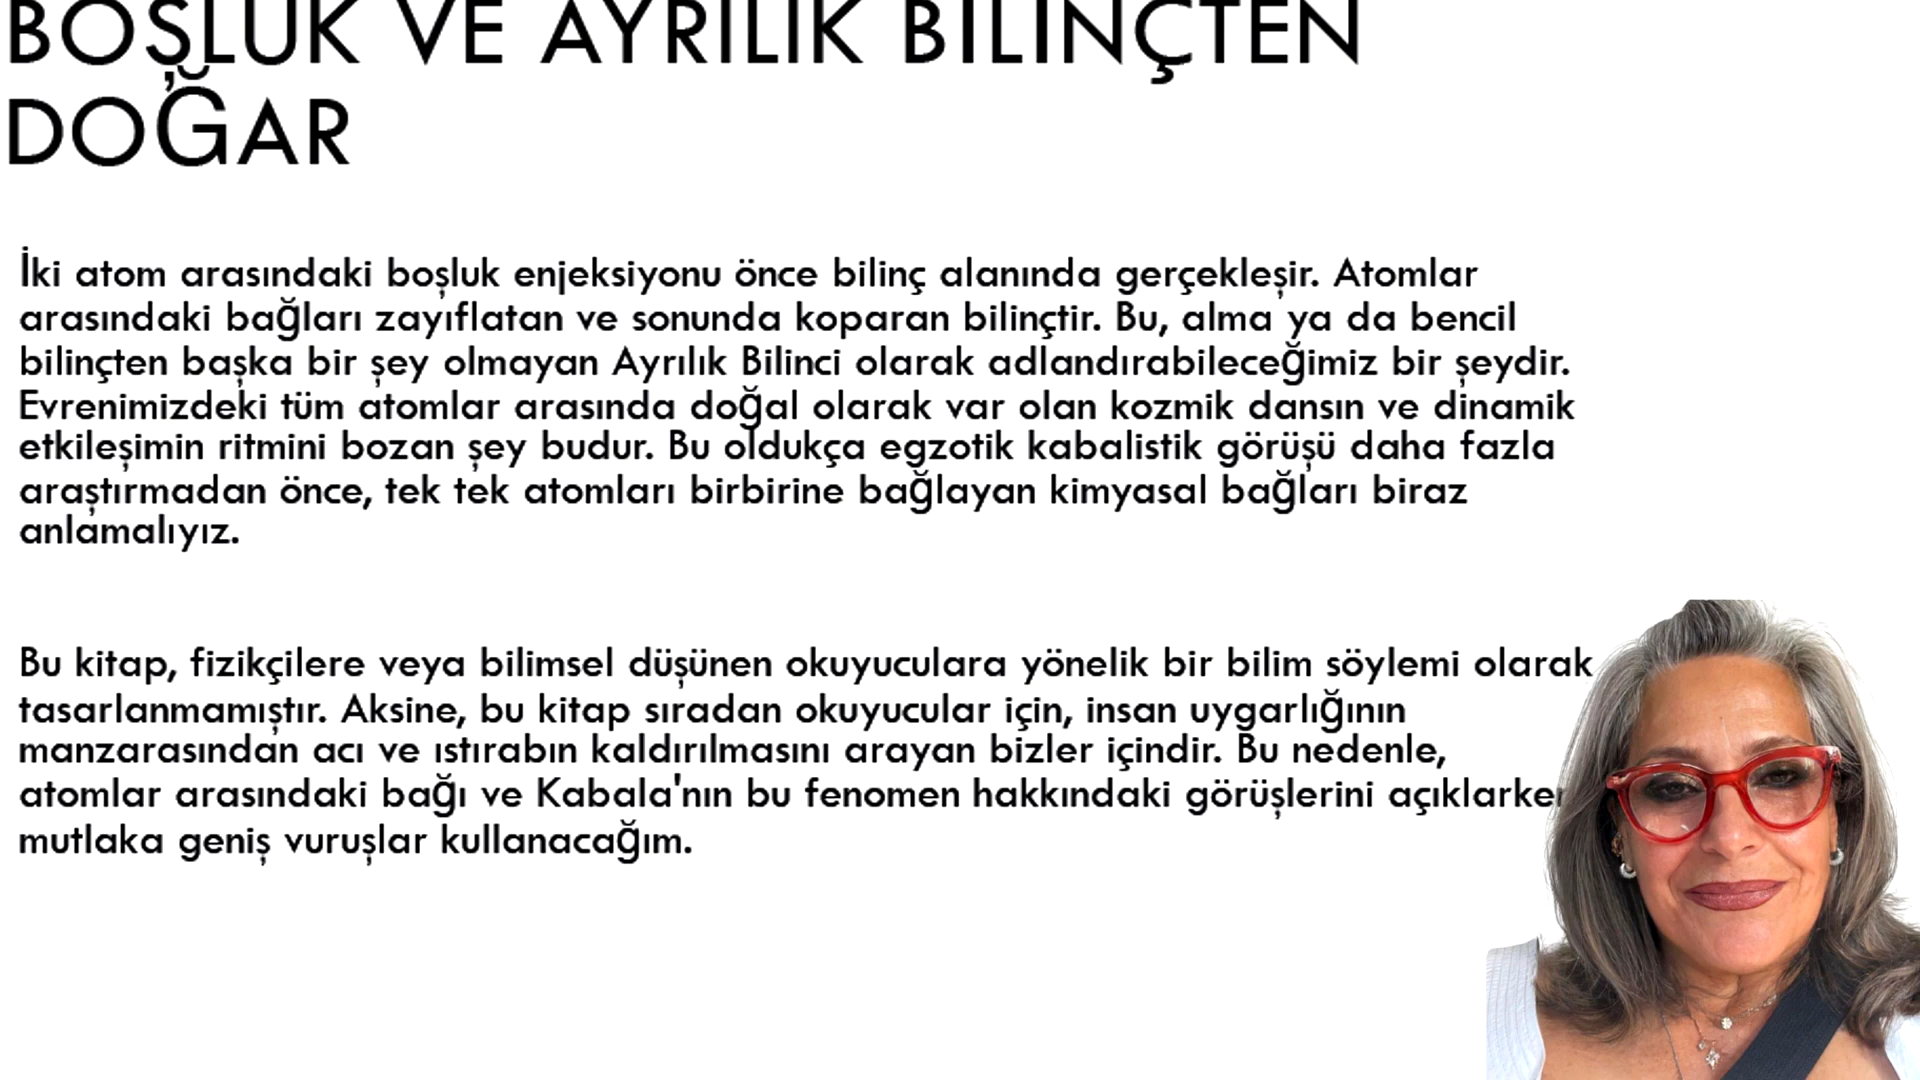 BOŞLUK VE AYRILIK BİLİNÇTEN
DOĞAR
İki atom arasındaki boşluk enjeksiyonu önce bilinç alanında gerçekleşir. Atomlar
arasındaki bağları zayıflatan ve sonunda koparan bilinçtir. Bu, alma ya da bencil
bilinçten başka bir şey olmayan Ayrılık Bilinci olarak adlandırabileceğimiz bir şeydir.
Evrenimizdeki tüm atomlar arasında doğal olarak var olan kozmik dansın ve dinamik
etkileşimin ritmini bozan şey budur. Bu oldukça egzotik kabalistik görüşü daha fazla
araştırmadan önce, tek tek atomları birbirine bağlayan kimyasal bağları biraz
anlamalıyız.
Bu kitap, fizikçilere veya bilimsel düşünen okuyuculara yönelik bir bilim söylemi olarak
tasarlanmamıştır. Aksine, bu kitap sıradan okuyucular için, insan uygarlığının
manzarasından acı ve ıstırabın kaldırılmasını arayan bizler içindir. Bu nedenle,
atomlar arasındaki bağı ve Kabala'nın bu fenomen hakkındaki görüşlerini açıklarken
mutlaka geniş vuruşlar kullanacağım.